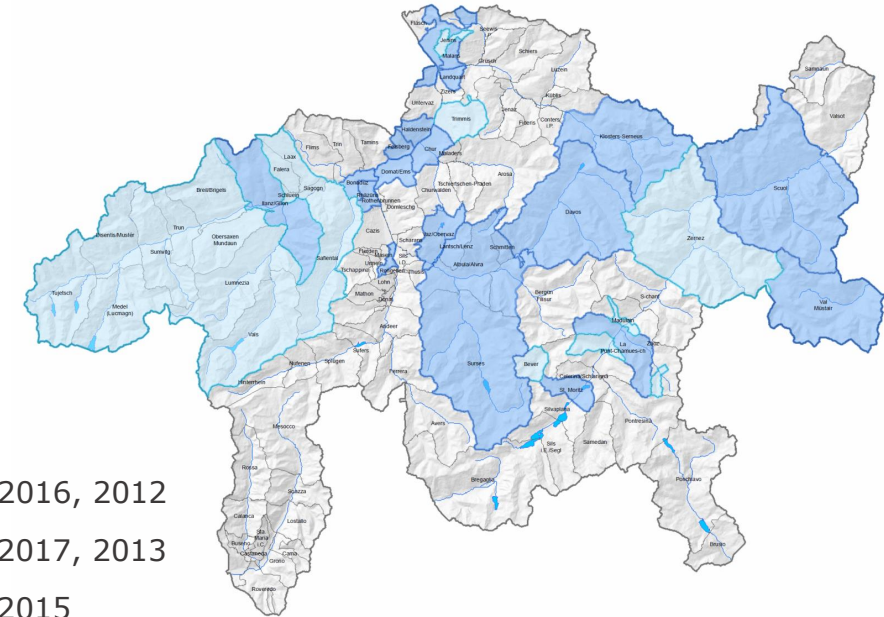 Fläsch
Seewis
i.P.
Jenins
Malans
Grüsch
Schiers
Luzein
Landquart
Zizers
Küblis
Untervaz
Jenaz
Fideris
Conters
i.P.
Trimmis
Samnaun
Valsot
Haldenstein
Felsberg
Chur
Maladers
Klosters-Serneus
Flims
Trin
Tamins
Laax
Falera
Sagogn
Schluein
Domat/Ems
Bonaduz
Rhäzüns
Rothenbrunnen
Domleschg
Churwalden
Tschiertschen-Praden
Arosa
Scuol
Breil/Brigels
Ilanz/Glion
Davos
Disentis/Mustér
Trun
Sumvitg
Obersaxen
Mundaun
Safiental
Cazis
Scharans
Vaz/Obervaz
Lantsch/Lenz
Schmitten
Albula/Alvra
Zernez
Flerden
Urmein
Masein
Sils
i.D.
Tschappina
Lohn
Mathon
Donat
Lumnezia
Tujetsch
Medel
(Lucmagn)
Vals
Andeer
Bergün
Filisur
S-chanf
Madulain
Zuoz
La
Punt-Chamues-ch
Val
Müstair
Sufers
Splügen
Nufenen
Hinterrhein
Ferrera
Surses
Bever
Celerina/Schlarigna
St. Moritz
Silvaplana
Sils
i.E./Segl
Samedan
Pontresina
Avers
Mesocco
Bregaglia
Poschiavo
Brusio
Rossa
Soazza
Calanca
Sta.
Maria
i.C.
Lostallo
Buseno
Castaneda
Cama
Grono
Roveredo
2016, 2012
2017, 2013
2015